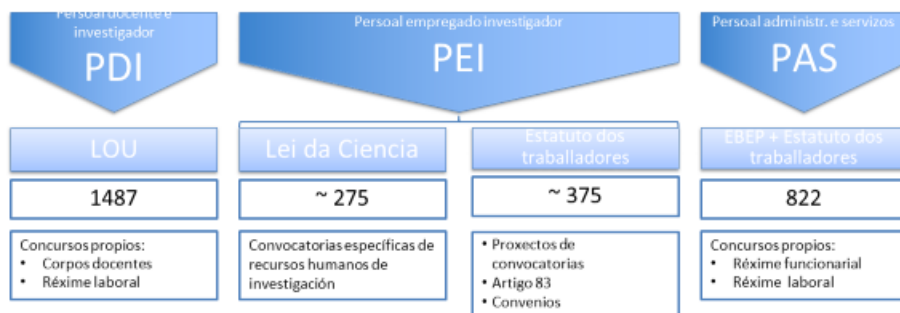 Persoal docente e
investigador
PDI
Persoal empregado investigador
PEI
Persoal administr. e servizos
PAS
LOU
Lei da Ciencia
Estatuto dos
traballadores
EBEP + Estatuto dos
traballadores
1487
~ 275
~ 375
822
Concursos propios:
• Corpos docentes
• Réxime laboral
Convocatorias específicas de
recursos humanos de
investigación
• Proxectos de
convocatorias
• Artigo 83
• Convenios
Concursos propios:
• Réxime funcionarial
• Réxime laboral